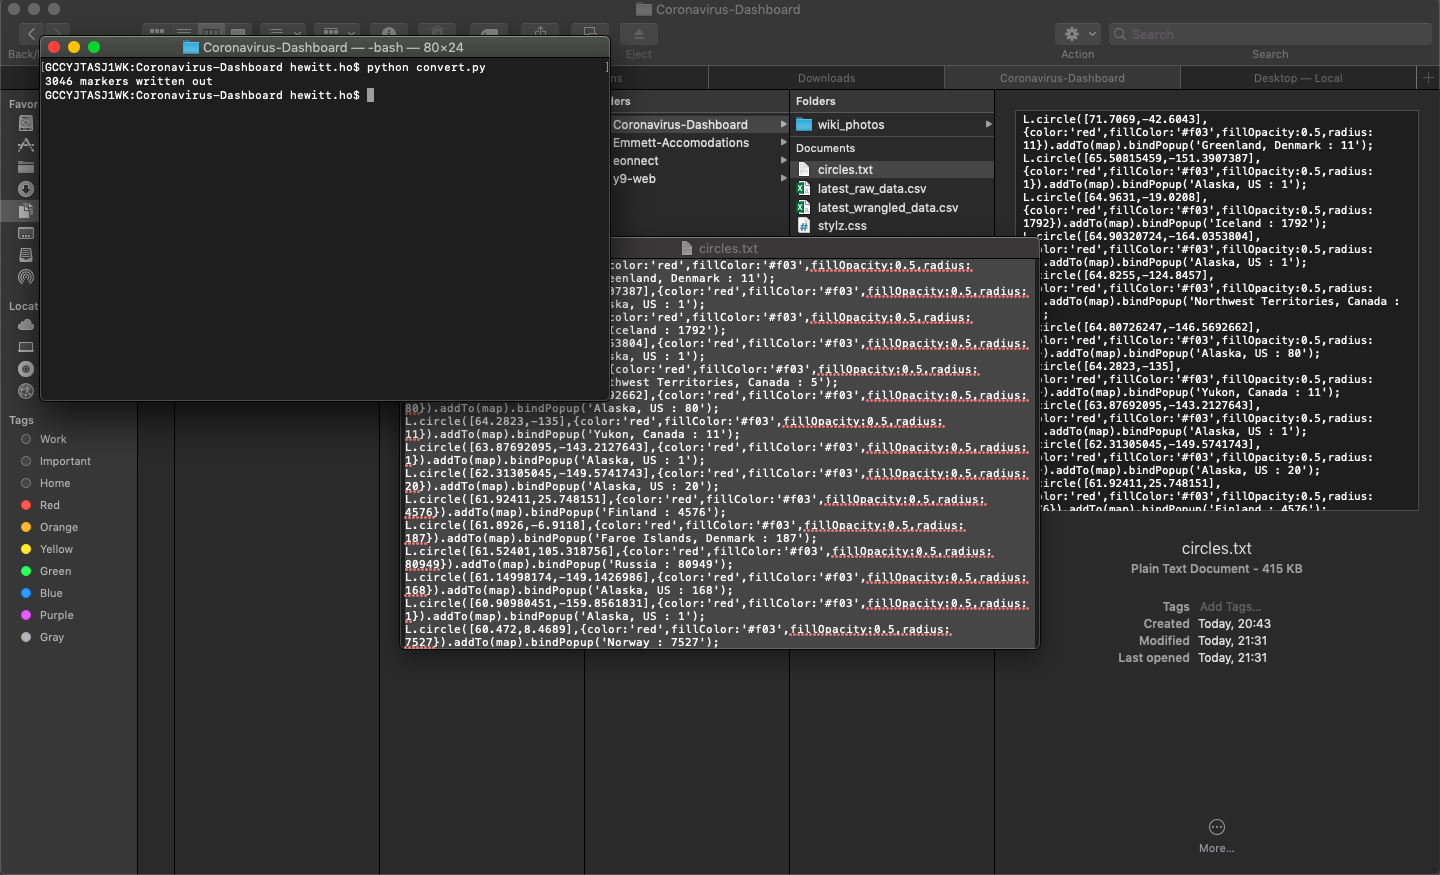 Coronavirus-Dashboard
Back/
Eject
Action
Search
Search
ns
Downloads
Coronavirus-Dashboard
Desktop — Local
Coronavirus-Dashboard — -bash — 80×24
[GCCYJTASJ1WK:Coronavirus-Dashboard hewitt.ho$ python convert.py ]
3046 markers written out
GCCYJTASJ1WK:Coronavirus-Dashboard hewitt.ho$
Favor
Locat
Tags
Work
Important
Home
Red
Orange
Yellow
Green
Blue
Purple
Gray
ders
Coronavirus-Dashboard
Emmett-Accomodations
eonnect
y9-web
Folders
wiki_photos
Documents
circles.txt
latest_raw_data.csv
latest_wrangled_data.csv
stylz.css
circles.txt
color:'red',fillColor:'#f03',fillOpacity:0.5,radius:
eenland, Denmark : 11');
07387],{color:'red',fillColor:'#f03',fillOpacity:0.5,radius:
ska, US : 1');
color:'red',fillColor:'#f03',fillOpacity:0.5,radius:
Iceland : 1792');
53804],{color:'red',fillColor:'#f03',fillOpacity:0.5,radius:
ska, US : 1');
{color:'red',fillColor:'#f03',fillOpacity:0.5,radius:
thwest Territories, Canada : 5');
92662],{color:'red',fillColor:'#f03',fillOpacity:0.5,radius:
80}).addTo(map).bindPopup('Alaska, US : 80');
L.circle([64.2823,-135],{color:'red',fillColor:'#f03',fillOpacity:0.5,radius:
11}).addTo(map).bindPopup('Yukon, Canada : 11');
L.circle([63.87692095,-143.2127643],{color:'red',fillColor:'#f03',fillOpacity:0.5,radius:
1}).addTo(map).bindPopup('Alaska, US : 1');
L.circle([62.31305045,-149.5741743],{color:'red',fillColor:'#f03',fillOpacity:0.5,radius:
20}).addTo(map).bindPopup('Alaska, US : 20');
L.circle([61.92411,25.748151],{color:'red',fillColor:'#f03',fillOpacity:0.5,radius:
4576}).addTo(map).bindPopup('Finland : 4576');
L.circle([61.8926,-6.9118],{color:'red',fillColor:'#f03',fillOpacity:0.5,radius:
187}).addTo(map).bindPopup('Faroe Islands, Denmark : 187');
L.circle([61.52401,105.318756],{color:'red',fillColor:'#f03',fillOpacity:0.5,radius:
80949}).addTo(map).bindPopup('Russia : 80949');
L.circle([61.14998174,-149.1426986],{color:'red',fillColor:'#f03',fillOpacity:0.5,radius:
168}).addTo(map).bindPopup('Alaska, US : 168');
L.circle([60.90980451,-159.8561831],{color:'red',fillColor:'#f03',fillOpacity:0.5,radius:
1}).addTo(map).bindPopup('Alaska, US : 1');
L.circle([60.472,8.4689],{color:'red',fillColor:'#f03',fillOpacity:0.5,radius:
7527}).addTo(map).bindPopup('Norway : 7527');
L.circle([71.7069,-42.6043],
{color:'red',fillColor:'#f03',fillOpacity:0.5,radius:
11}).addTo(map).bindPopup('Greenland, Denmark : 11');
L.circle([65.50815459,-151.3907387],
{color:'red',fillColor:'#f03',fillOpacity:0.5,radius:
1}).addTo(map).bindPopup('Alaska, US : 1');
L.circle([64.9631,-19.0208],
{color:'red',fillColor:'#f03',fillOpacity:0.5,radius:
1792}).addTo(map).bindPopup('Iceland : 1792');
L.circle([64.90320724,-164.0353804],
color:'red',fillColor:'#f03',fillOpacity:0.5,radius:
).addTo(map).bindPopup('Alaska, US : 1');
circle([64.8255,-124.8457],
color:'red',fillColor:'#f03',fillOpacity:0.5,radius:
).addTo(map).bindPopup('Northwest Territories, Canada :
);
circle([64.80726247,-146.5692662],
color:'red',fillColor:'#f03',fillOpacity:0.5,radius:
}).addTo(map).bindPopup('Alaska, US : 80');
circle([64.2823,-135],
color:'red',fillColor:'#f03',fillOpacity:0.5,radius:
}).addTo(map).bindPopup('Yukon, Canada : 11');
circle([63.87692095,-143.2127643],
color:'red',fillColor:'#f03',fillOpacity:0.5,radius:
).addTo(map).bindPopup('Alaska, US : 1');
circle([62.31305045,-149.5741743],
color:'red',fillColor:'#f03',fillOpacity:0.5,radius:
}).addTo(map).bindPopup('Alaska, US : 20');
circle([61.92411,25.748151],
color:'red',fillColor:'#f03',fillOpacity:0.5,radius:
76}).addTo(map).bindPopup('Finland : 4576');
circles.txt
Plain Text Document - 415 KB
Tags Add Tags...
Created Today, 20:43
Modified Today, 21:31
Last opened Today, 21:31
More...